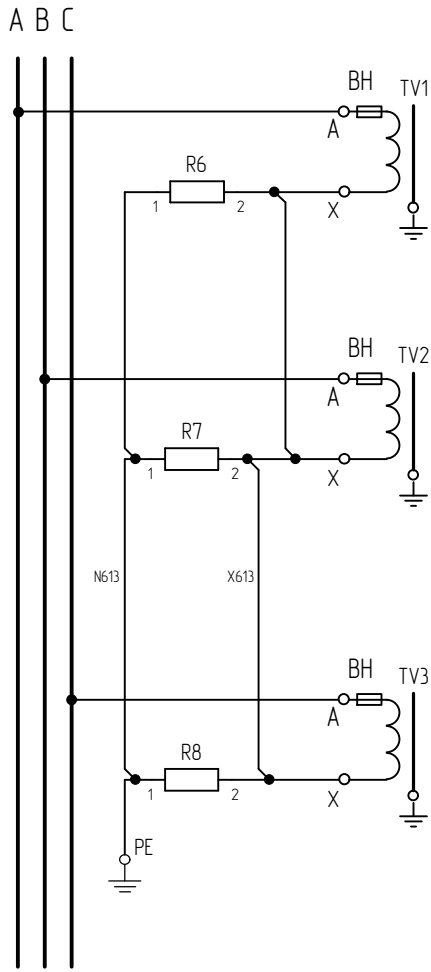 A B C
BH TV1
A
R6
1 2 X
BH TV2
A
R7
1 2 X
N613 X613
BH TV3
A
R8
1 2 X
PE